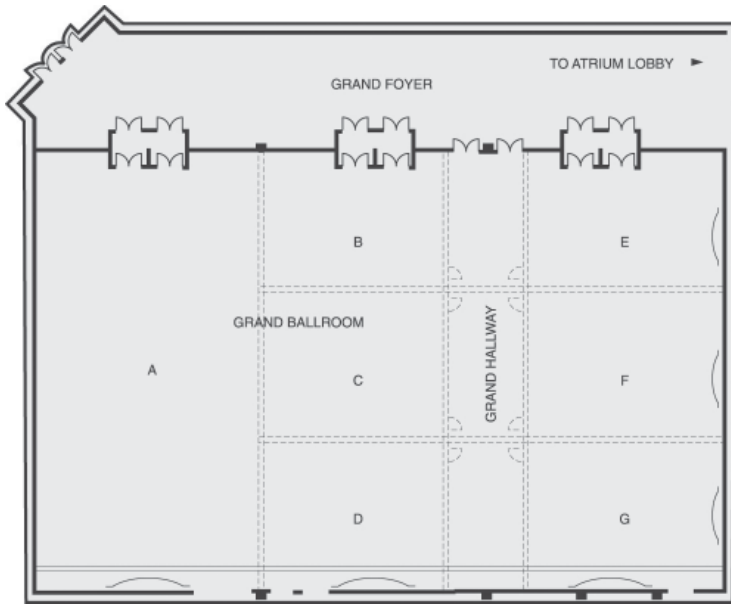 TO ATRIUM LOBBY
GRAND FOYER
B
E
GRAND BALLROOM
GRAND HALLWAY
A
C
F
D
G